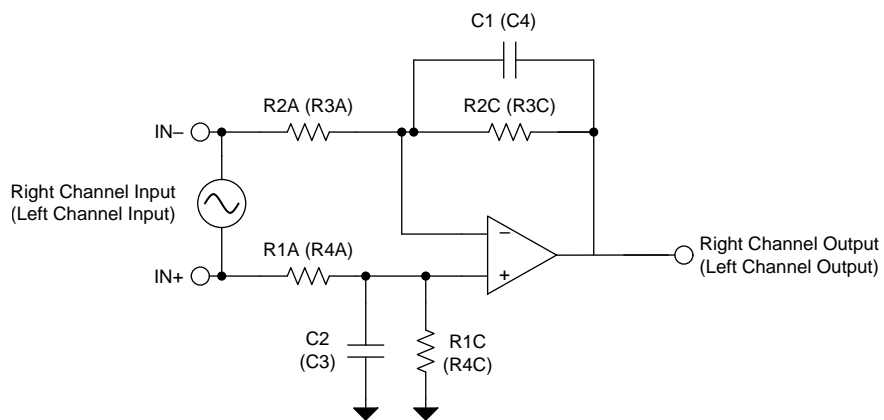 C1 (C4)
R2A (R3A)
R2C (R3C)
IN–
Right Channel Input
(Left Channel Input)
–
R1A (R4A)
Right Channel Output
(Left Channel Output)
IN+
+
C2
(C3)
R1C
(R4C)